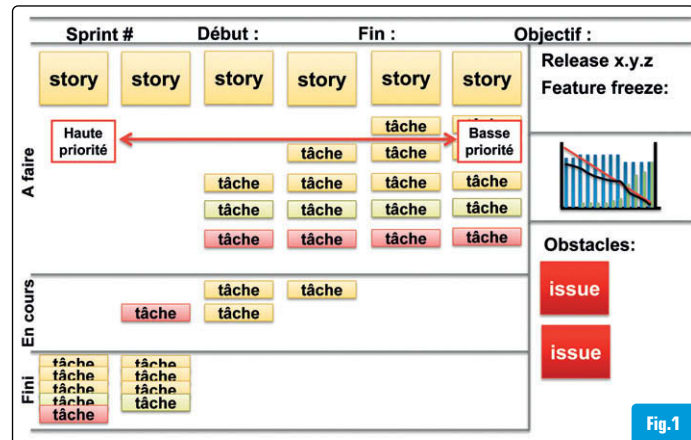 Sprint # Début : Fin : Objectif :
story story story story story story
Release x.y.z
Feature freeze:
A faire
Haute priorité
Basse priorité
tâche tâche
tâche tâche
tâche tâche tâche tâche
tâche tâche tâche tâche
tâche tâche tâche tâche
Obstacles:
issue
issue
En cours
tâche tâche
tâche tâche
Fini
tâche tâche
tâche tâche
tâche tâche
tâche tâche
tâche
Fig.1